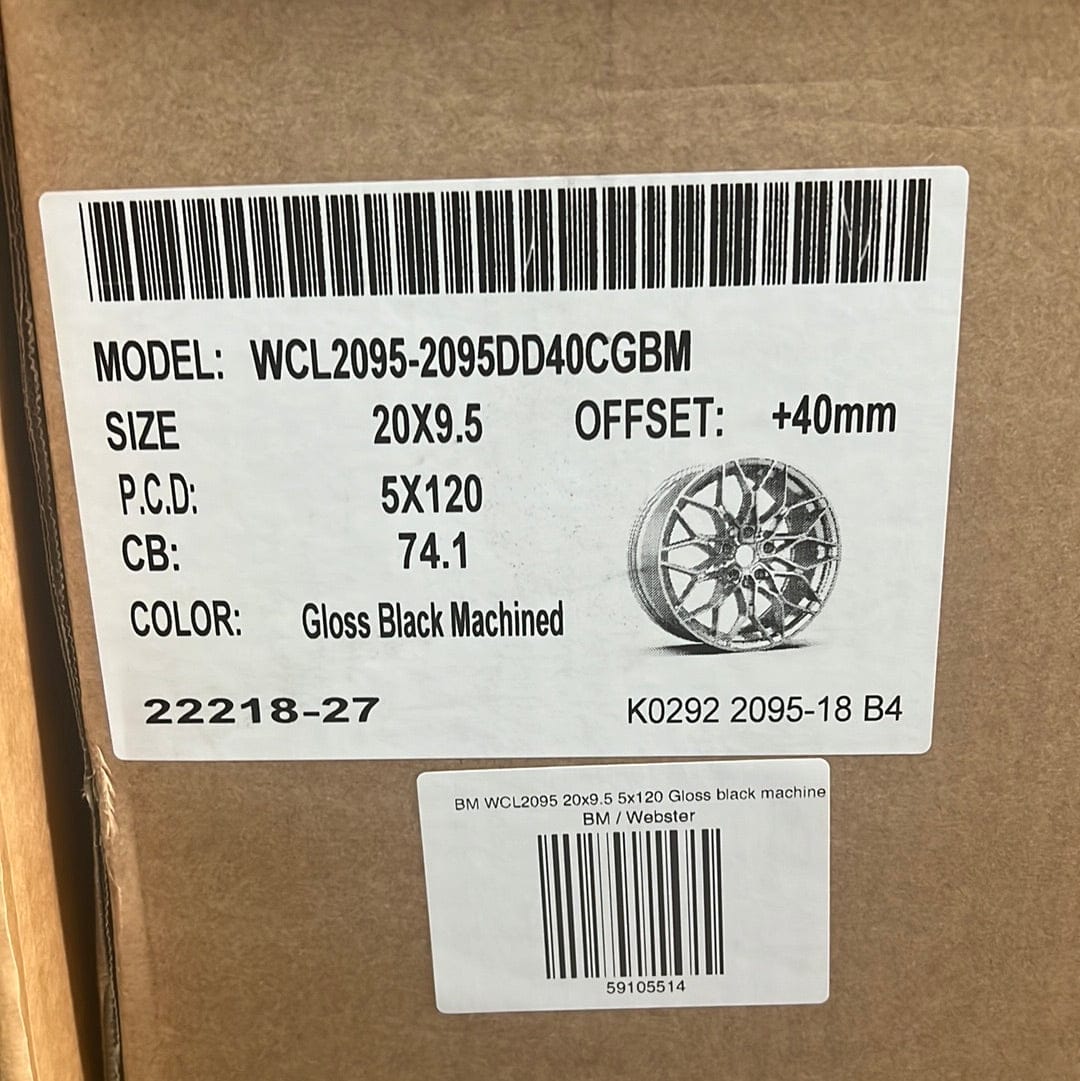 MODEL: WCL2095-2095DD40CGBM
SIZE 20X9.5 OFFSET: +40mm
P.C.D: 5X120
CB: 74.1
COLOR: Gloss Black Machined
22218-27 K0292 2095-18 B4
BM WCL2095 20x9.5 5x120 Gloss black machine
BM / Webster
59105514